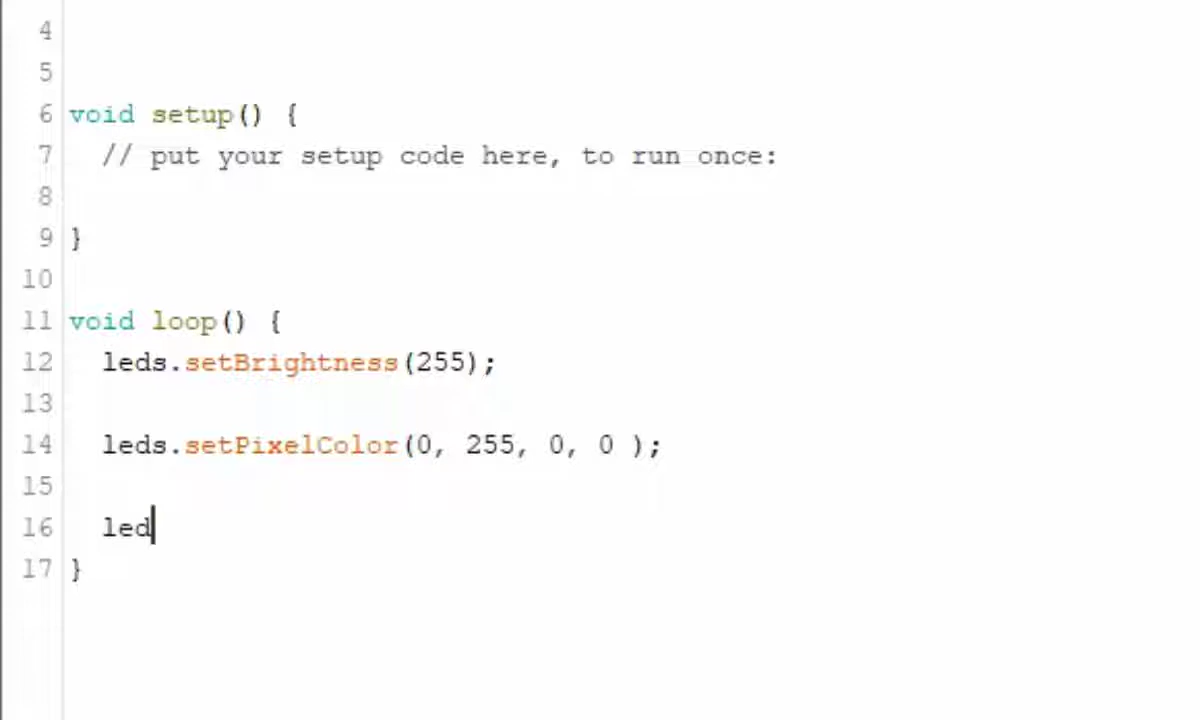 4
5
6 void setup() {
7 // put your setup code here, to run once:
8
9 }
10
11 void loop() {
12 leds.setBrightness(255);
13
14 leds.setPixelColor(0, 255, 0, 0 );
15
16 led
17 }